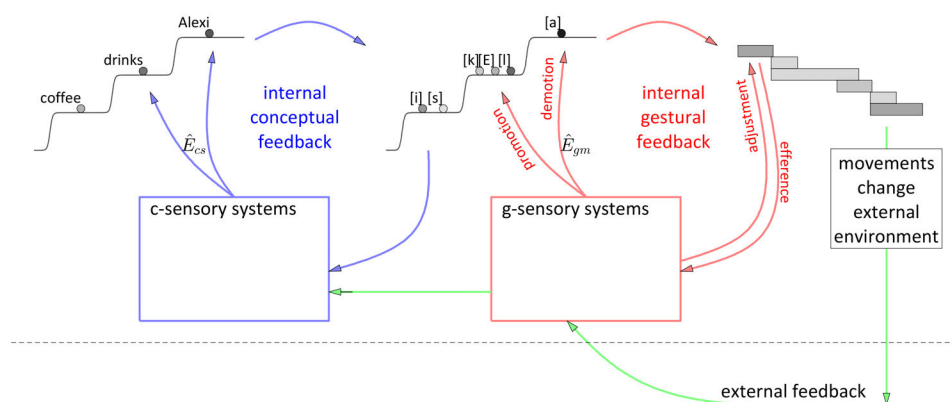 Alexi
drinks
coffee
Ê_cs
internal
conceptual
feedback
c-sensory systems
[a]
[k][E] [l]
[i] [s]
promotion
demotion
Ê_gm
internal
gestural
feedback
g-sensory systems
adjustment
efference
movements
change
external
environment
external feedback